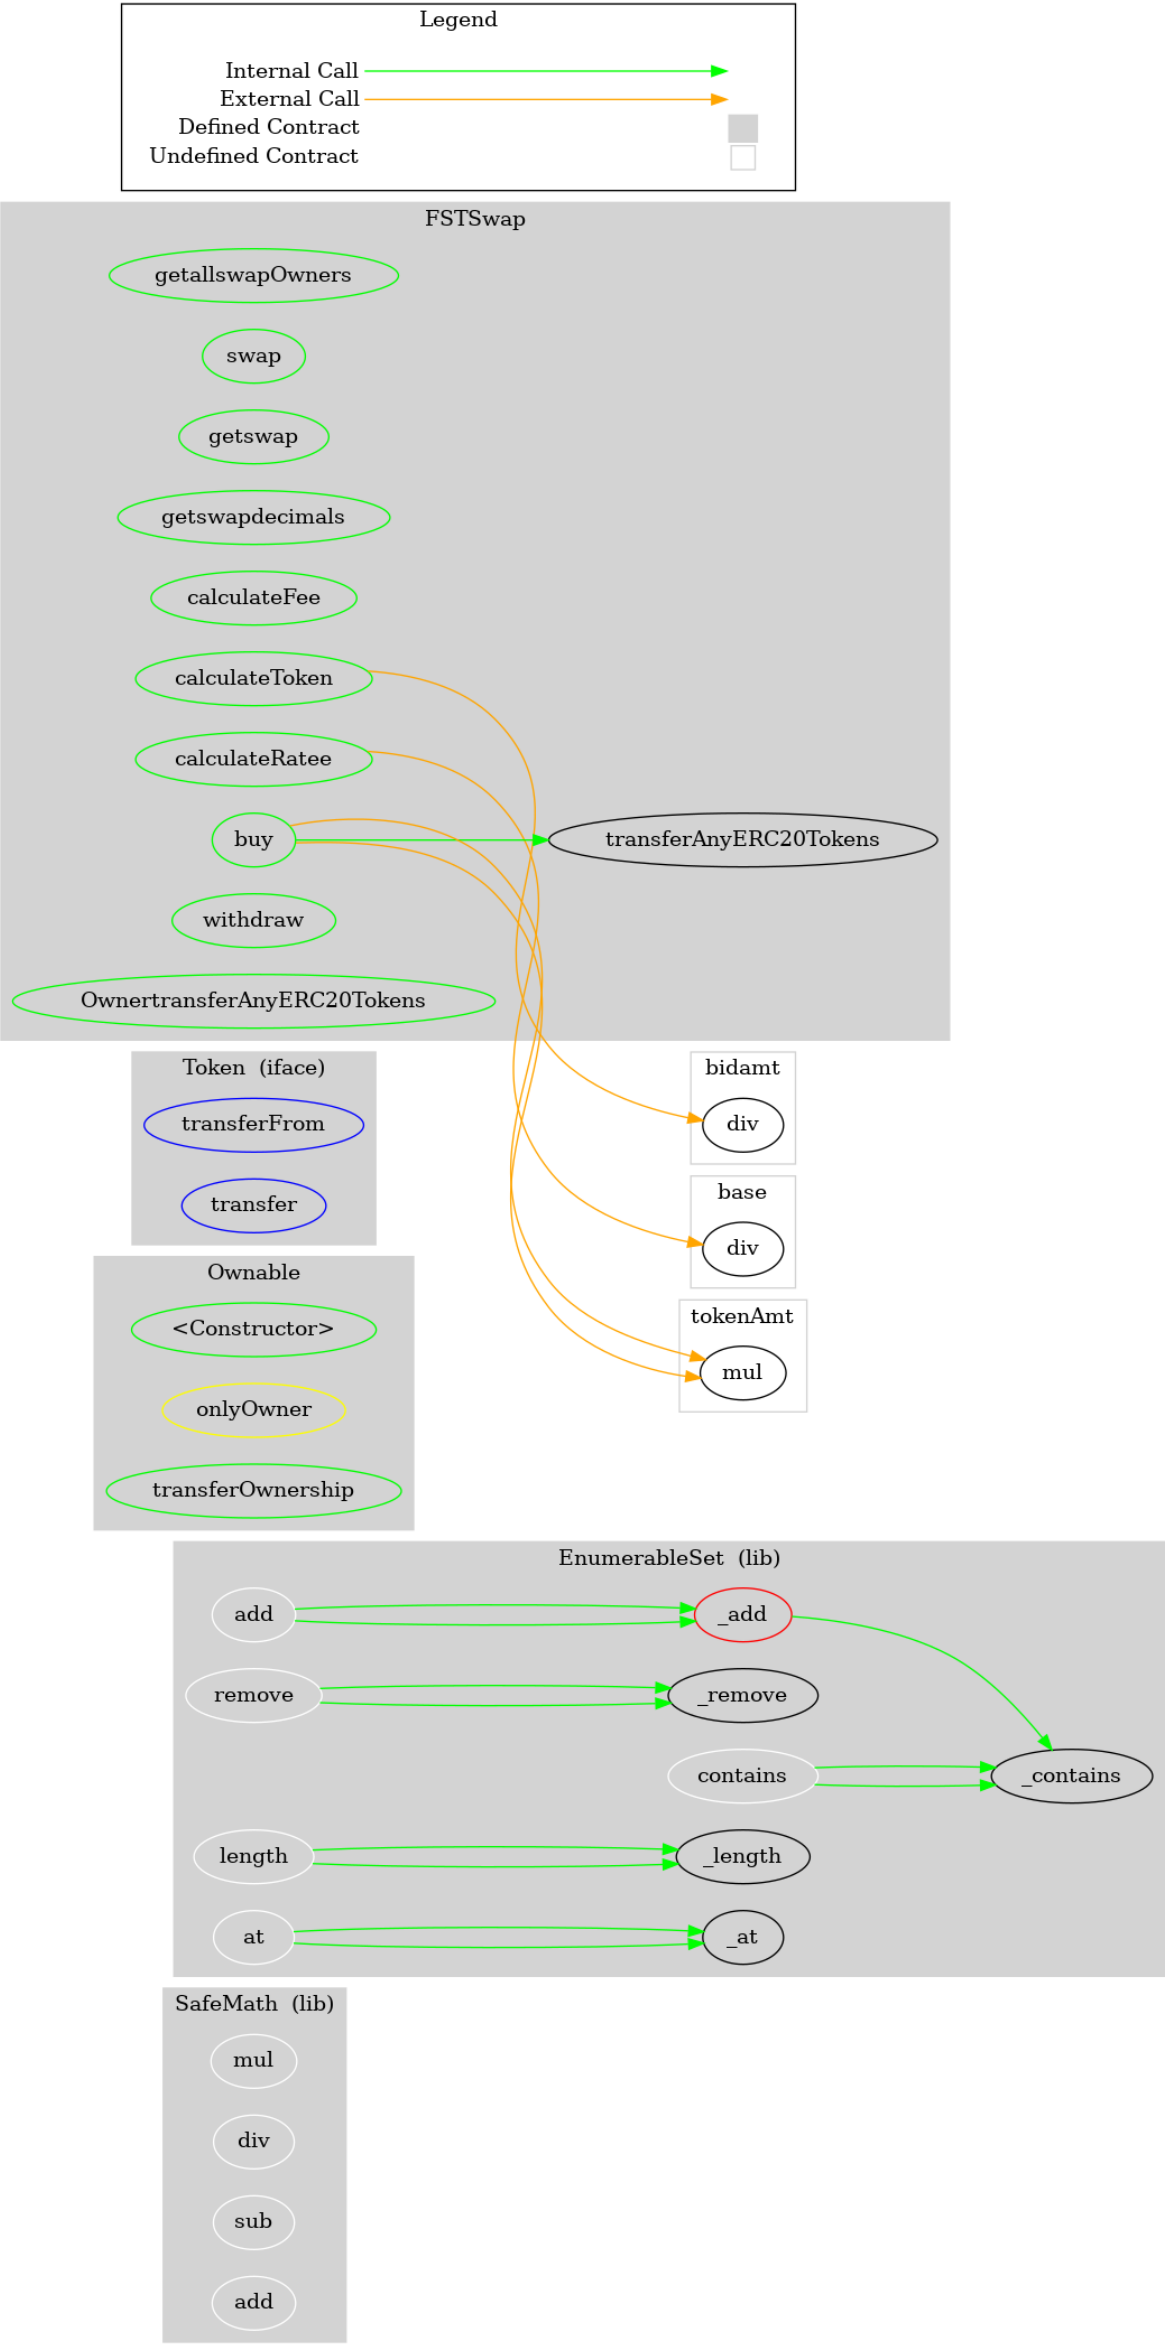 Legend
Internal Call
External Call
Defined Contract
Undefined Contract
FSTSwap
getallswapOwners
swap
getswap
getswapdecimals
calculateFee
calculateToken
calculateRatee
buy
transferAnyERC20Tokens
withdraw
OwnertransferAnyERC20Tokens
Token  (iface)
transferFrom
transfer
bidamt
div
base
div
tokenAmt
mul
Ownable
<Constructor>
onlyOwner
transferOwnership
EnumerableSet  (lib)
add
_add
remove
_remove
contains
_contains
length
_length
at
_at
SafeMath  (lib)
mul
div
sub
add